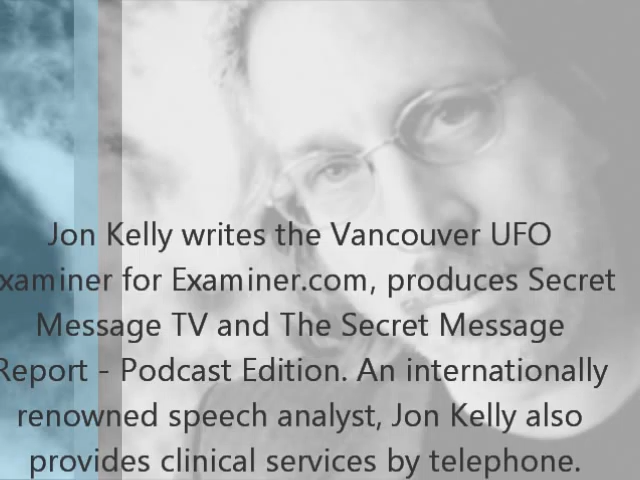 Jon Kelly writes the Vancouver UFO
xaminer for Examiner.com, produces Secret
Message TV and The Secret Message
Report - Podcast Edition. An internationally
renowned speech analyst, Jon Kelly also
provides clinical services by telephone.